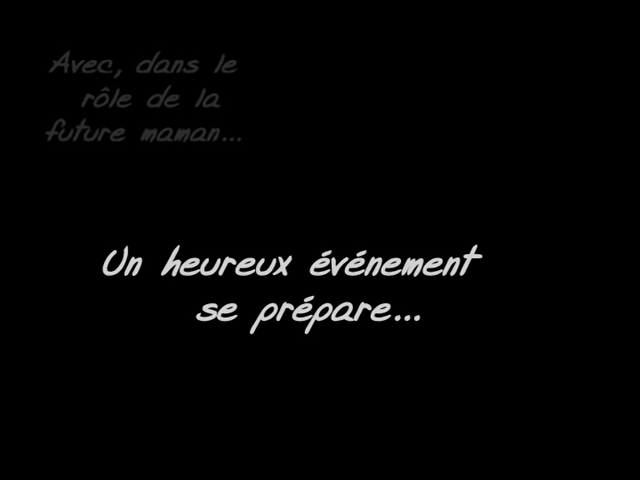 Avec, dans le
rôle de la
future maman...
Un heureux événement
se prépare...